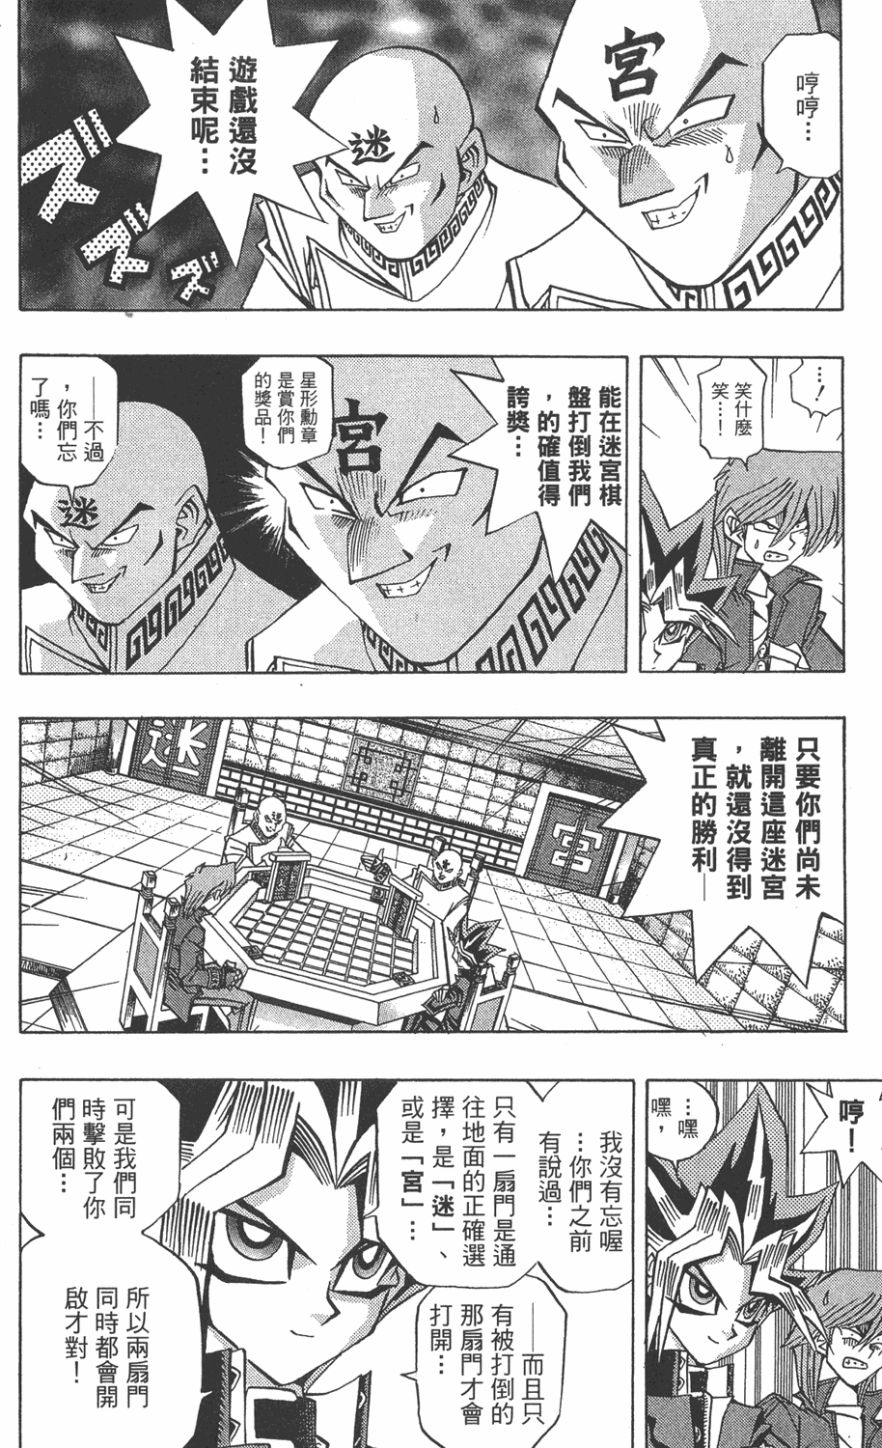 哼哼…
宮
迷
遊戲還沒
結束呢…
ズ
ズ
ズ
…！
笑什麼
笑…！
能在迷宮棋
盤打倒我們
，的確值得
誇獎…
宮
星形勳章
是賞你們
的獎品！
──不過
，你們忘
了嗎…
迷
只要你們尚未
離開這座迷宮
，就還沒得到
真正的勝利─
迷
宮
哼！
…嘿
嘿，
我沒有忘喔
…你們之前
有說過…
只有一扇門是通
往地面的正確選
擇，是「迷」、
或是「宮」…
──而且只
有被打倒的
那扇門才會
打開…
可是我們同
時擊敗了你
們兩個…
所以兩扇門
同時都會開
啟才對！